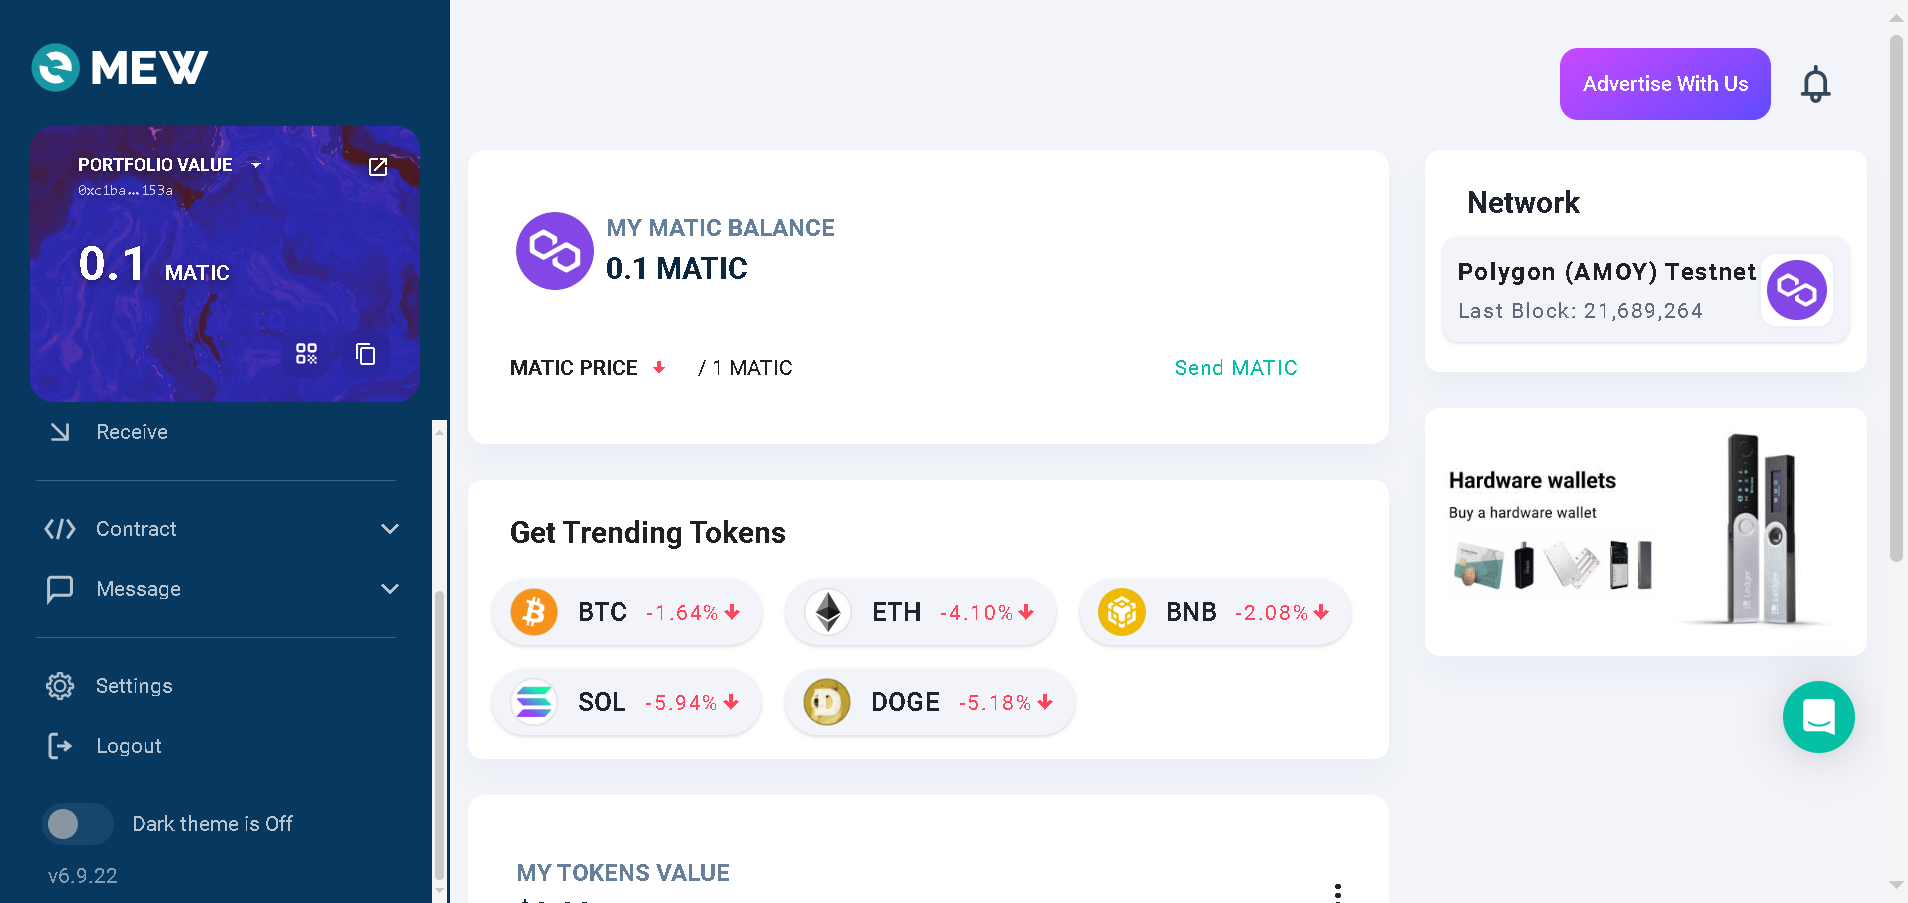 MEW
PORTFOLIO VALUE
0xc1ba...153a
0.1 MATIC
Receive
Contract
Message
Settings
Logout
Dark theme is Off
v6.9.22
Advertise With Us
MY MATIC BALANCE
0.1 MATIC
MATIC PRICE / 1 MATIC
Send MATIC
Get Trending Tokens
BTC -1.64%
ETH -4.10%
BNB -2.08%
SOL -5.94%
DOGE -5.18%
MY TOKENS VALUE
Network
Polygon (AMOY) Testnet
Last Block: 21,689,264
Hardware wallets
Buy a hardware wallet
Ledger
Ledger